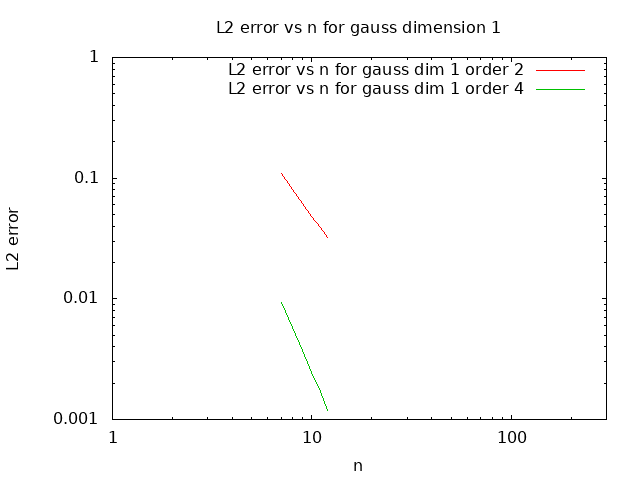 L2 error vs n for gauss dimension 1
L2 error vs n for gauss dim 1 order 2
L2 error vs n for gauss dim 1 order 4
1
0.1
0.01
0.001
L2 error
1
10
100
n